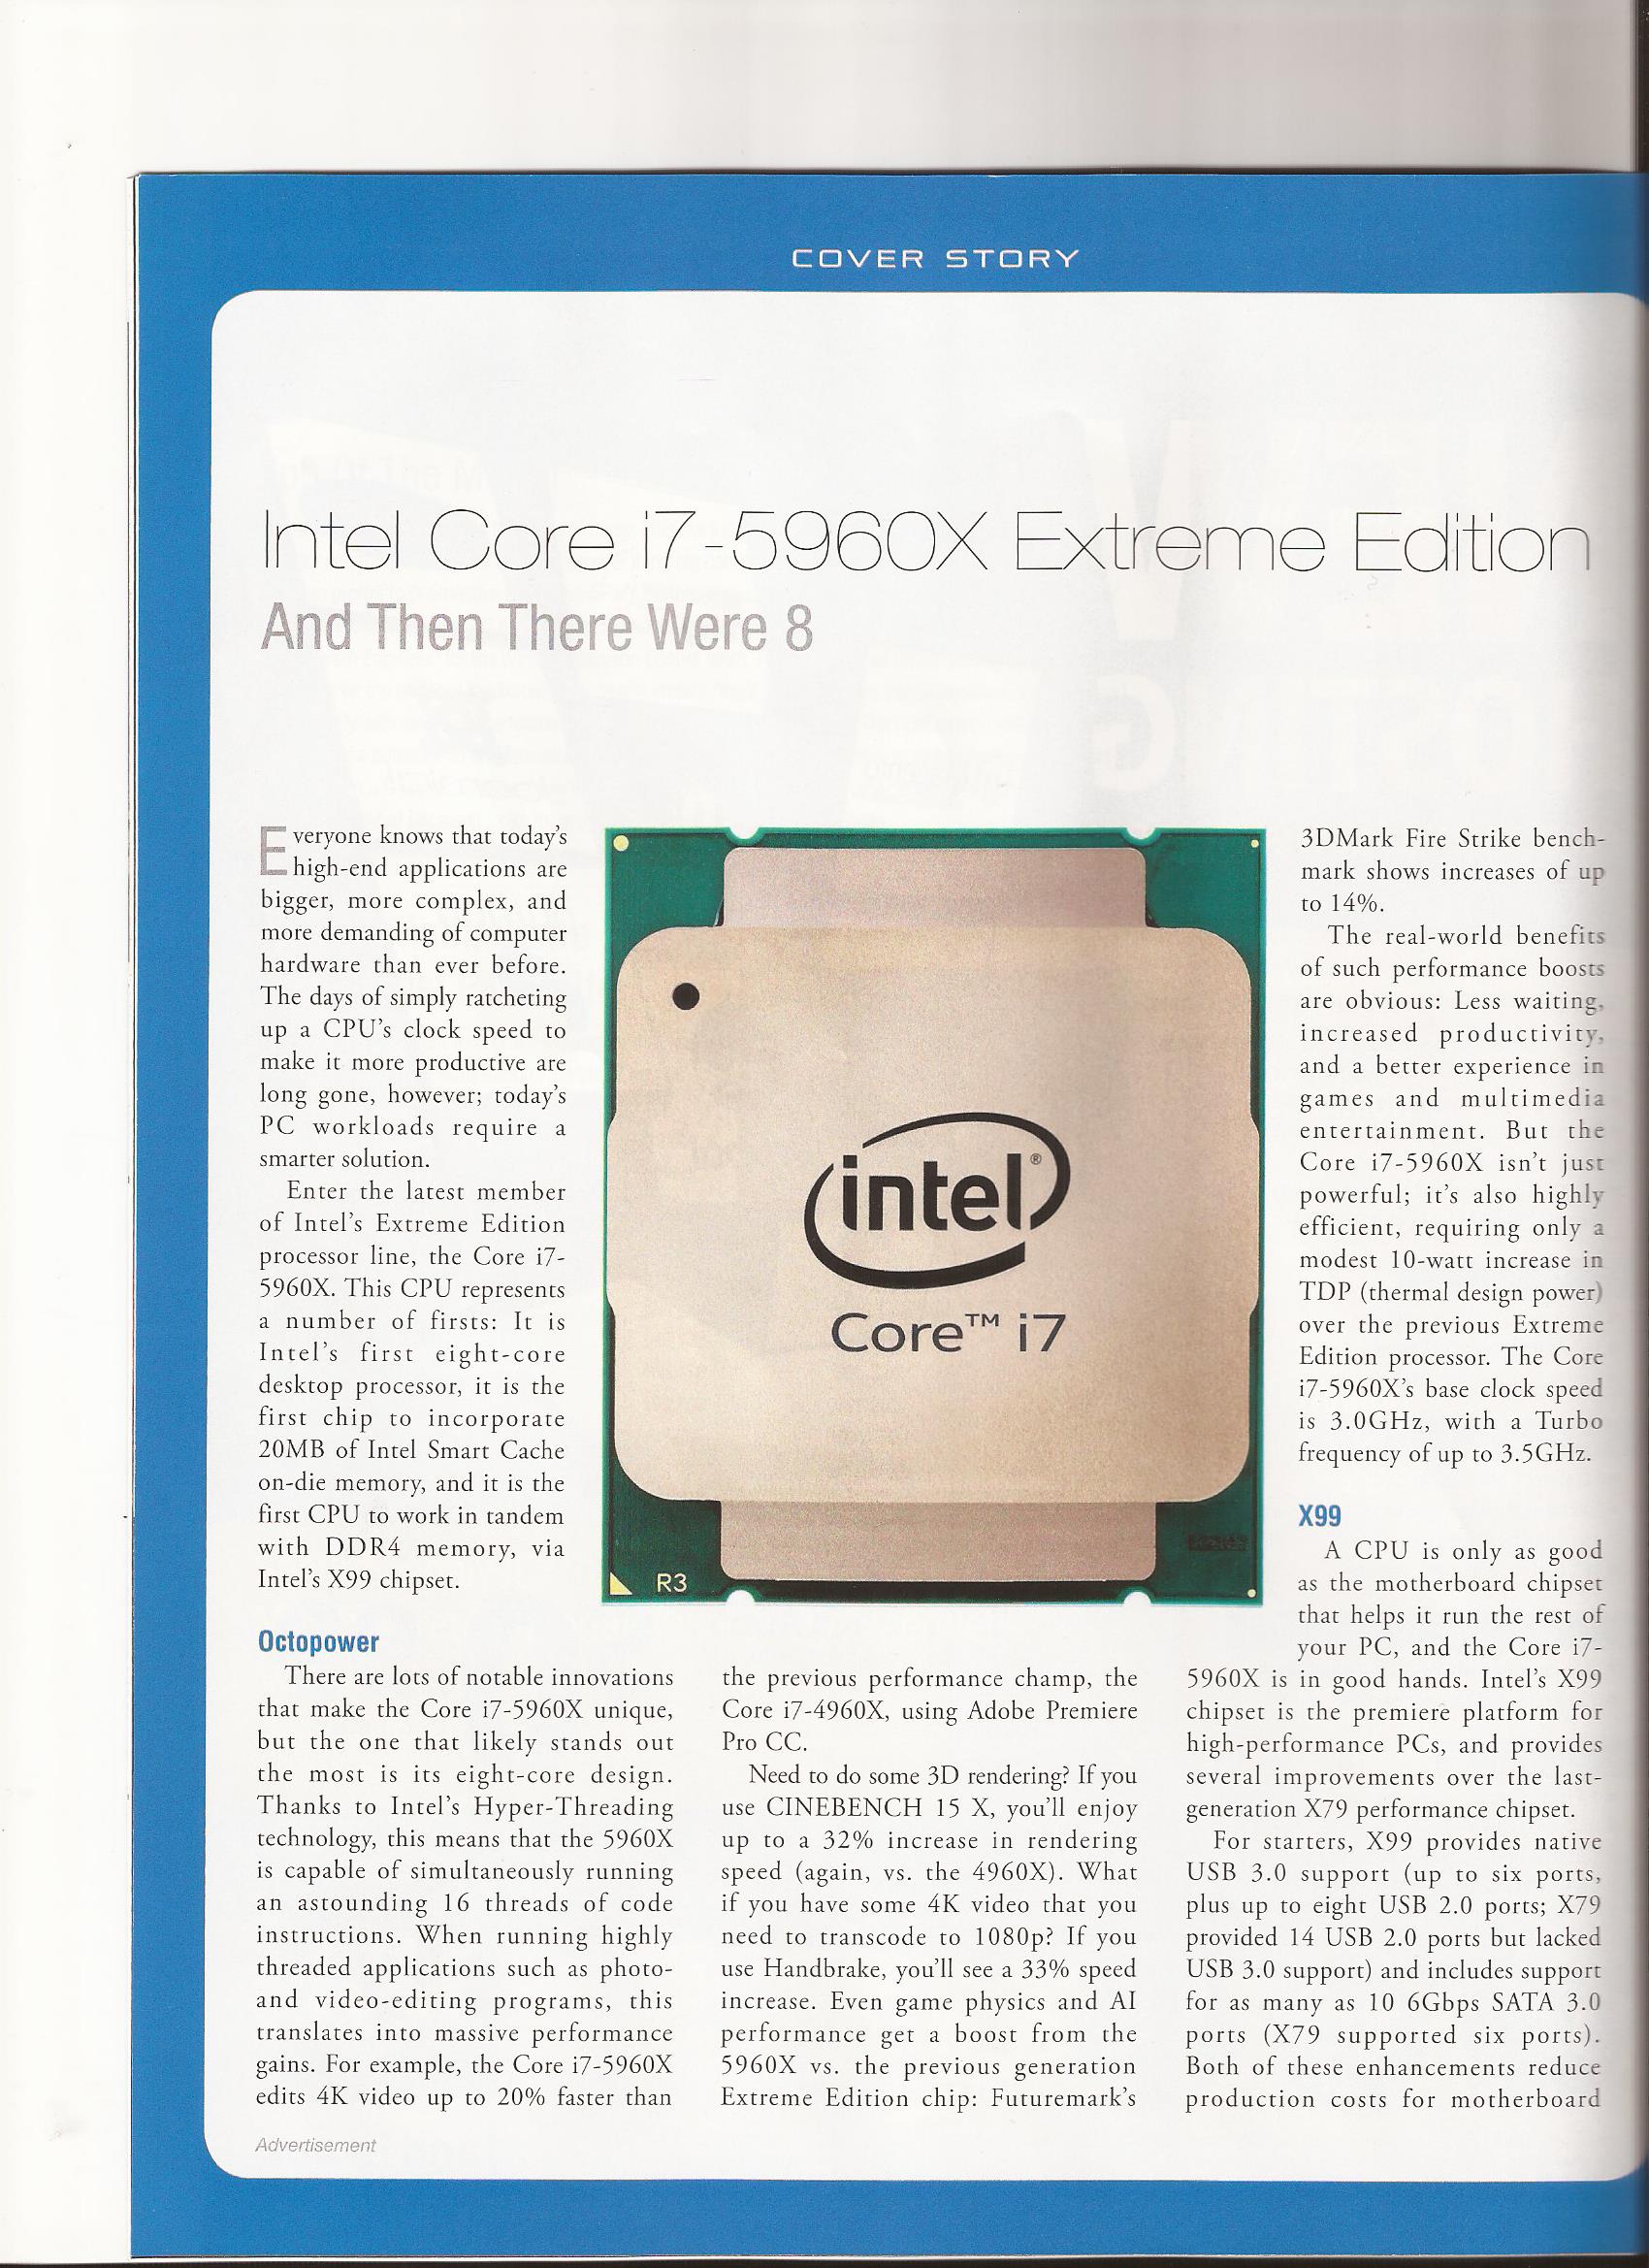 COVER STORY
Intel Core i7-5960X Extreme Edition
And Then There Were 8
Everyone knows that today's
high-end applications are
bigger, more complex, and
more demanding of computer
hardware than ever before.
The days of simply ratcheting
up a CPU's clock speed to
make it more productive are
long gone, however; today's
PC workloads require a
smarter solution.
Enter the latest member
of Intel's Extreme Edition
processor line, the Core i7-
5960X. This CPU represents
a number of firsts: It is
Intel's first eight-core
desktop processor, it is the
first chip to incorporate
20MB of Intel Smart Cache
on-die memory, and it is the
first CPU to work in tandem
with DDR4 memory, via
Intel's X99 chipset.
Octopower
There are lots of notable innovations
that make the Core i7-5960X unique,
but the one that likely stands out
the most is its eight-core design.
Thanks to Intel's Hyper-Threading
technology, this means that the 5960X
is capable of simultaneously running
an astounding 16 threads of code
instructions. When running highly
threaded applications such as photo-
and video-editing programs, this
translates into massive performance
gains. For example, the Core i7-5960X
edits 4K video up to 20% faster than
intel®
Core™ i7
R3
the previous performance champ, the
Core i7-4960X, using Adobe Premiere
Pro CC.
Need to do some 3D rendering? If you
use CINEBENCH 15 X, you'll enjoy
up to a 32% increase in rendering
speed (again, vs. the 4960X). What
if you have some 4K video that you
need to transcode to 1080p? If you
use Handbrake, you'll see a 33% speed
increase. Even game physics and AI
performance get a boost from the
5960X vs. the previous generation
Extreme Edition chip: Futuremark's
3DMark Fire Strike bench-
mark shows increases of up
to 14%.
The real-world benefits
of such performance boosts
are obvious: Less waiting,
increased productivity,
and a better experience in
games and multimedia
entertainment. But the
Core i7-5960X isn't just
powerful; it's also highly
efficient, requiring only a
modest 10-watt increase in
TDP (thermal design power)
over the previous Extreme
Edition processor. The Core
i7-5960X's base clock speed
is 3.0GHz, with a Turbo
frequency of up to 3.5GHz.
X99
A CPU is only as good
as the motherboard chipset
that helps it run the rest of
your PC, and the Core i7-
5960X is in good hands. Intel's X99
chipset is the premiere platform for
high-performance PCs, and provides
several improvements over the last-
generation X79 performance chipset.
For starters, X99 provides native
USB 3.0 support (up to six ports,
plus up to eight USB 2.0 ports; X79
provided 14 USB 2.0 ports but lacked
USB 3.0 support) and includes support
for as many as 10 6Gbps SATA 3.0
ports (X79 supported six ports).
Both of these enhancements reduce
production costs for motherboard
Advertisement